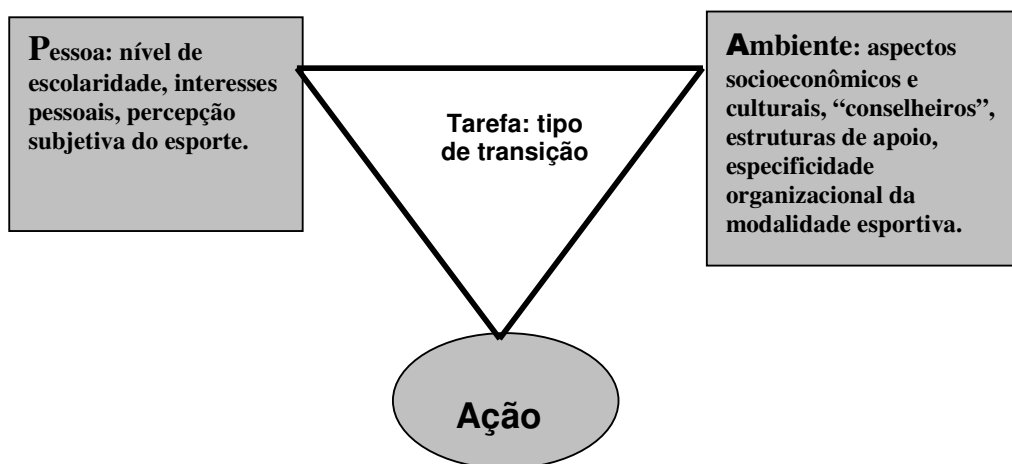 Pessoa: nível de
escolaridade, interesses
pessoais, percepção
subjetiva do esporte.
Tarefa: tipo
de transição
Ambiente: aspectos
socioeconômicos e
culturais, “conselheiros”,
estruturas de apoio,
especificidade
organizacional da
modalidade esportiva.
Ação